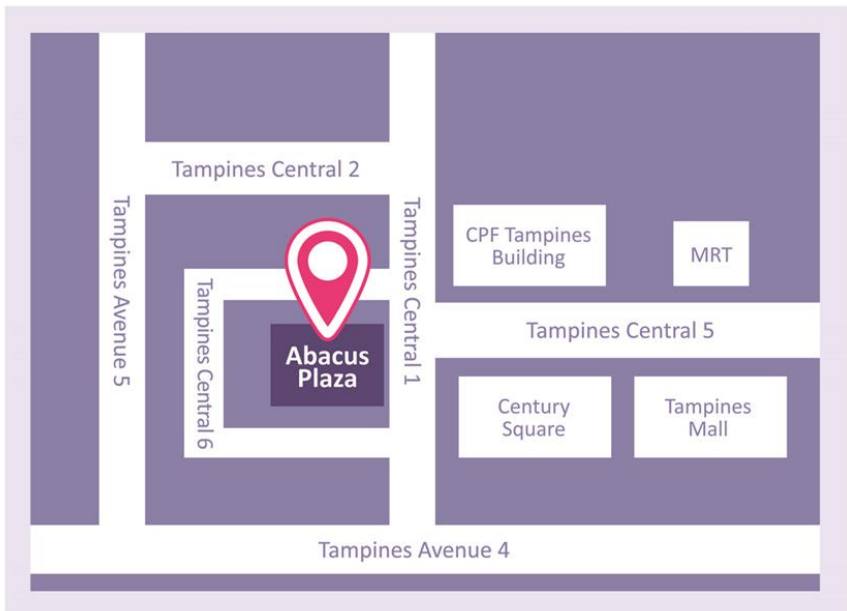 Tampines Central 2
Tampines Avenue 5
Tampines Central 1
CPF Tampines
Building
MRT
Tampines Central 6
Tampines Central 5
Abacus
Plaza
Century
Square
Tampines
Mall
Tampines Avenue 4